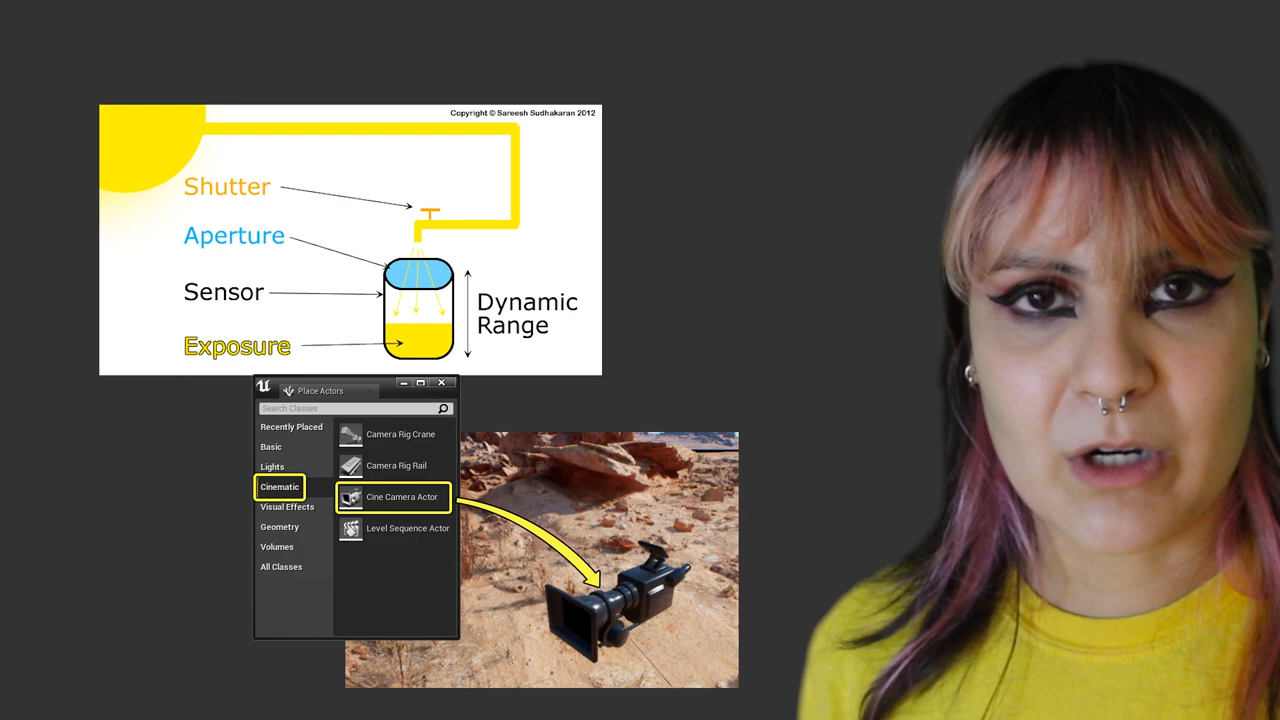 Copyright © Sareesh Sudhakaran 2012
Shutter
Aperture
Sensor
Exposure
Dynamic
Range
Place Actors
Search Classes
Recently Placed
Basic
Lights
Cinematic
Visual Effects
Geometry
Volumes
All Classes
Camera Rig Crane
Camera Rig Rail
Cine Camera Actor
Level Sequence Actor